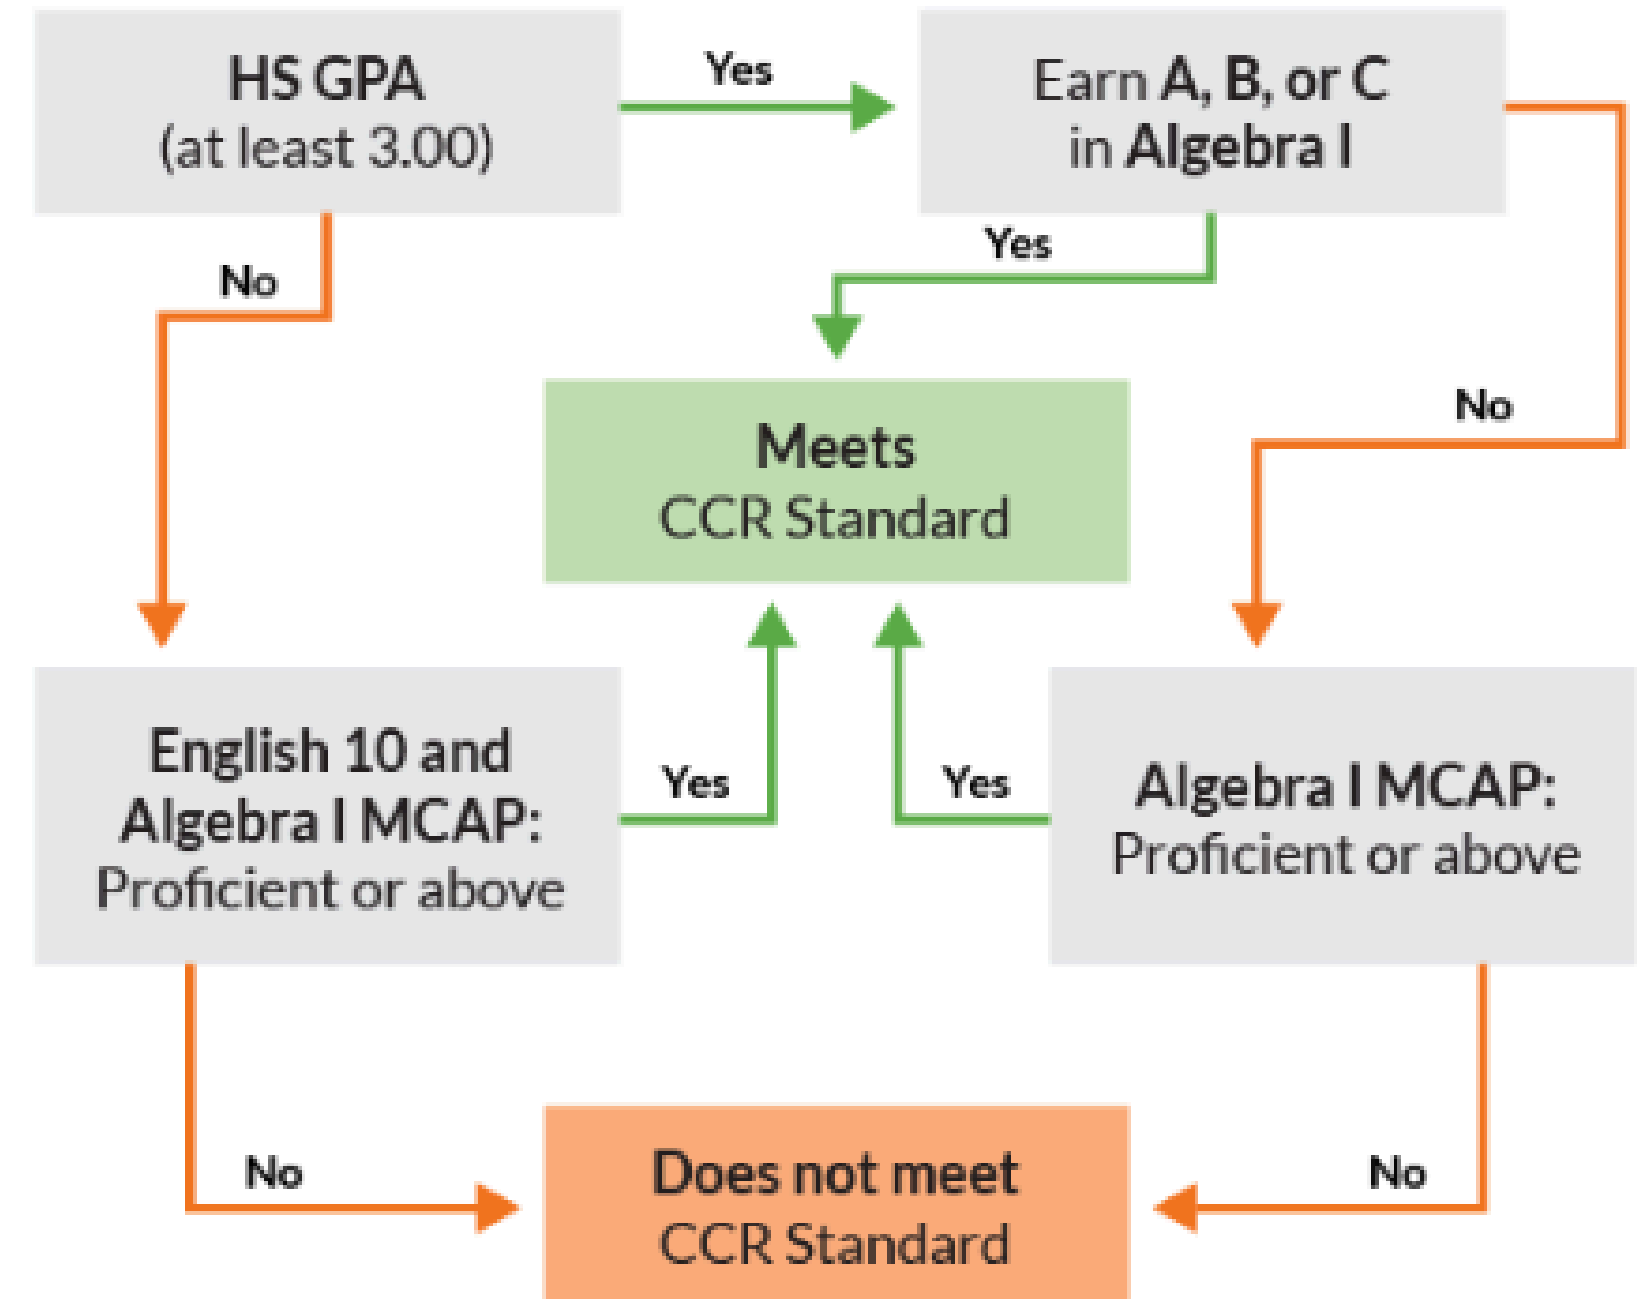 HS GPA
(at least 3.00)
Yes
Earn A, B, or C
in Algebra I
No
Yes
No
Meets
CCR Standard
English 10 and
Algebra I MCAP:
Proficient or above
Yes
Yes
Algebra I MCAP:
Proficient or above
No
Does not meet
CCR Standard
No